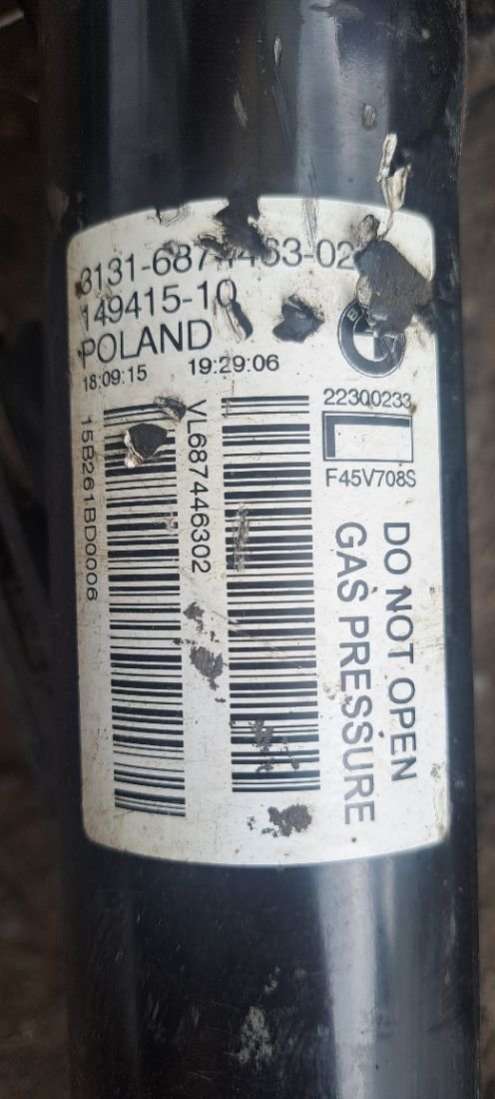 149415-10
POLAND
18:09:15 19:29:06
22300233
L
F45V708S
DO NOT OPEN
GAS PRESSURE
VL687446302
15B261BD0006